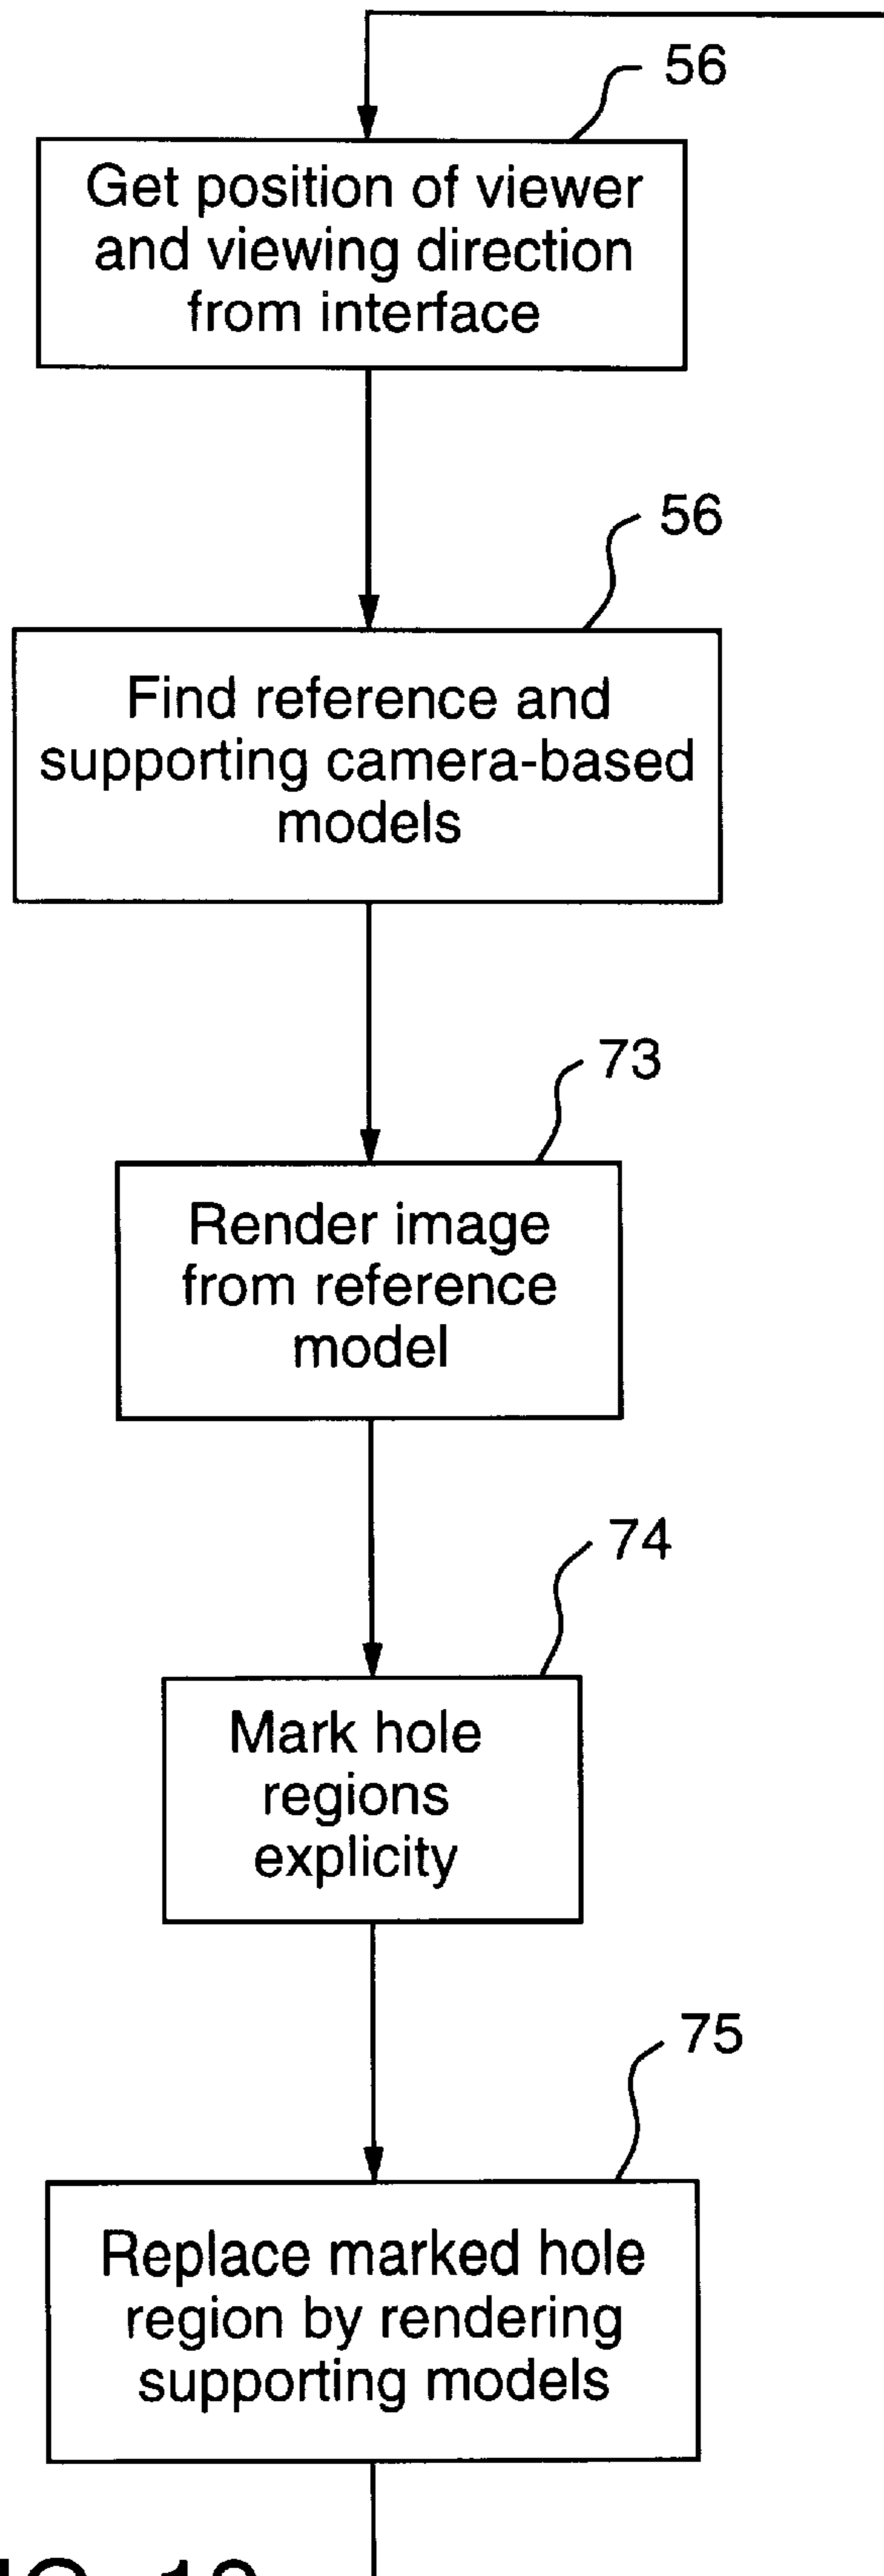 56
Get position of viewer
and viewing direction
from interface
56
Find reference and
supporting camera-based
models
73
Render image
from reference
model
74
Mark hole
regions
explicity
75
Replace marked hole
region by rendering
supporting models